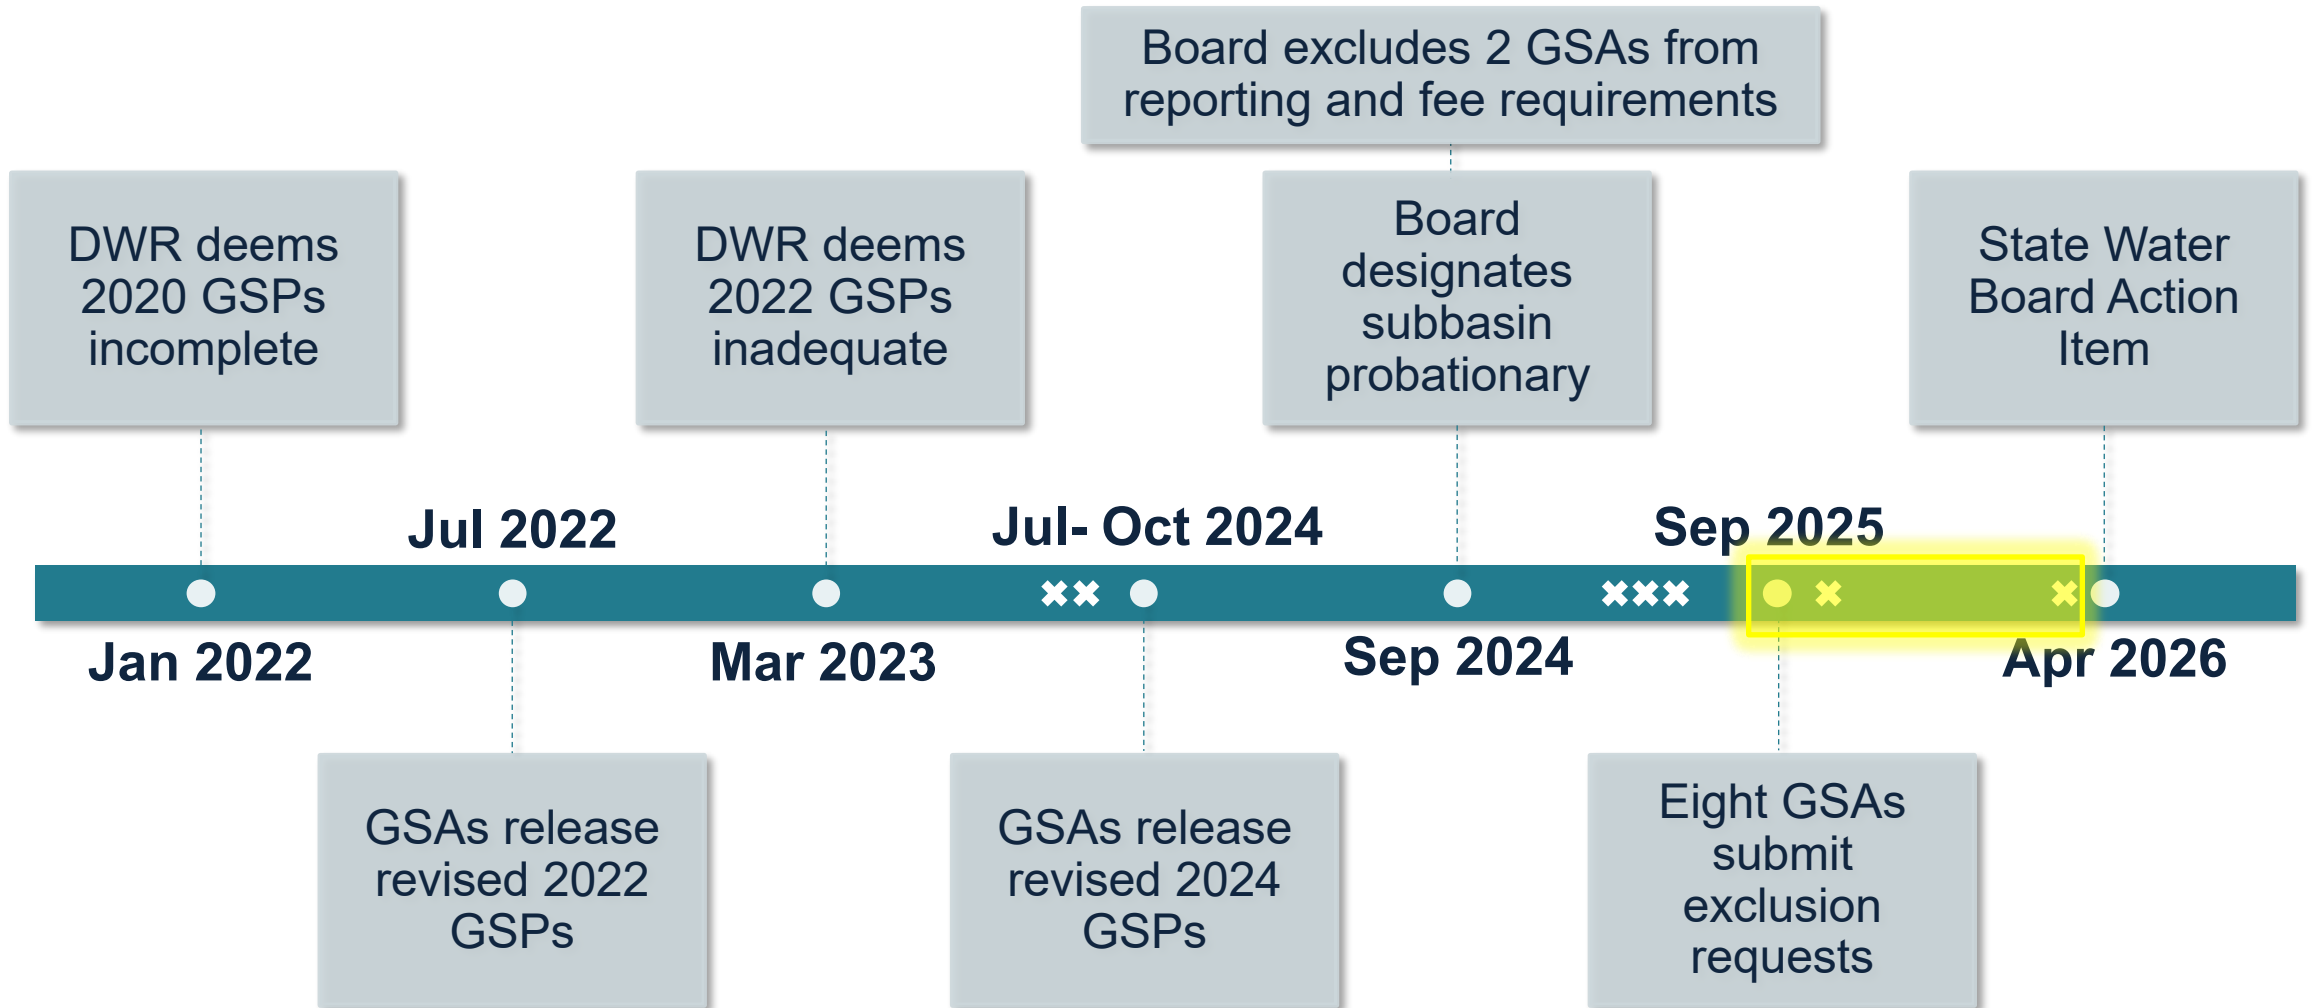 Board excludes 2 GSAs from
reporting and fee requirements
DWR deems
2020 GSPs
incomplete
DWR deems
2022 GSPs
inadequate
Board
designates
subbasin
probationary
State Water
Board Action
Item
Jul 2022
Jul- Oct 2024
Sep 2025
Jan 2022
Mar 2023
Sep 2024
Apr 2026
GSAs release
revised 2022
GSPs
GSAs release
revised 2024
GSPs
Eight GSAs
submit
exclusion
requests